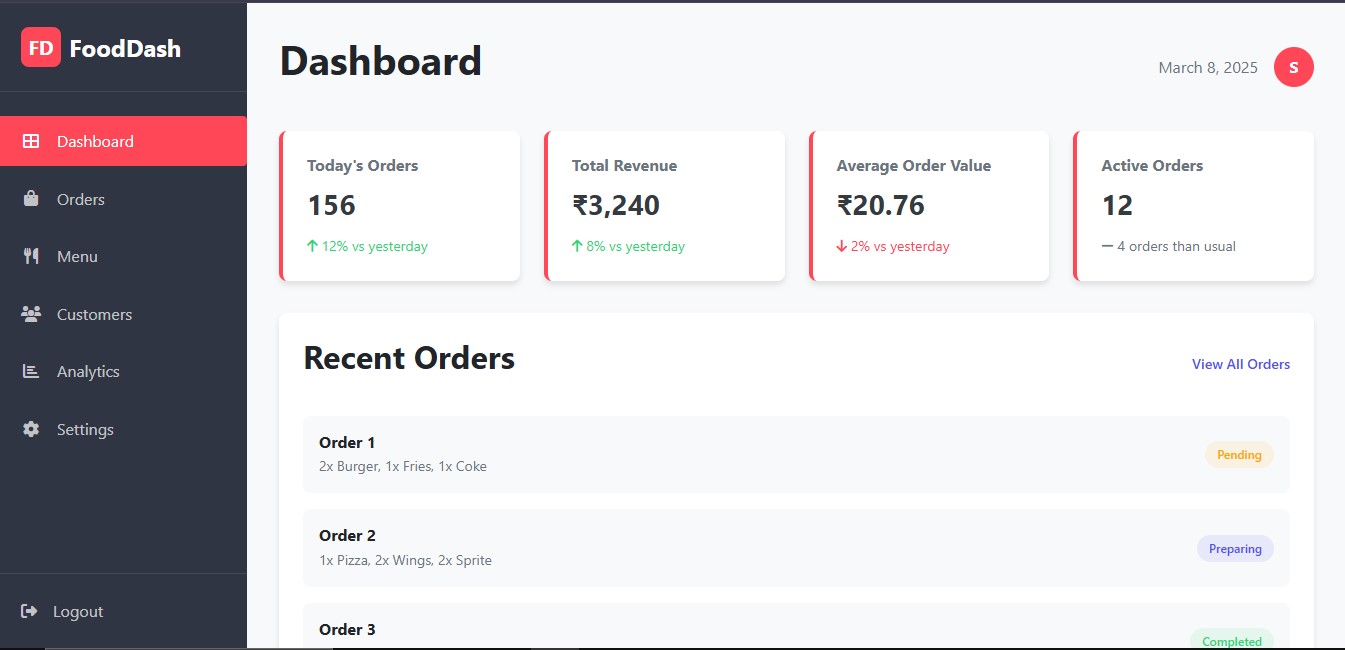 FD FoodDash
Dashboard
Orders
Menu
Customers
Analytics
Settings
Logout
Dashboard
March 8, 2025
S
Today's Orders
156
12% vs yesterday
Total Revenue
₹3,240
8% vs yesterday
Average Order Value
₹20.76
2% vs yesterday
Active Orders
12
4 orders than usual
Recent Orders
View All Orders
Order 1
2x Burger, 1x Fries, 1x Coke
Pending
Order 2
1x Pizza, 2x Wings, 2x Sprite
Preparing
Order 3
Completed